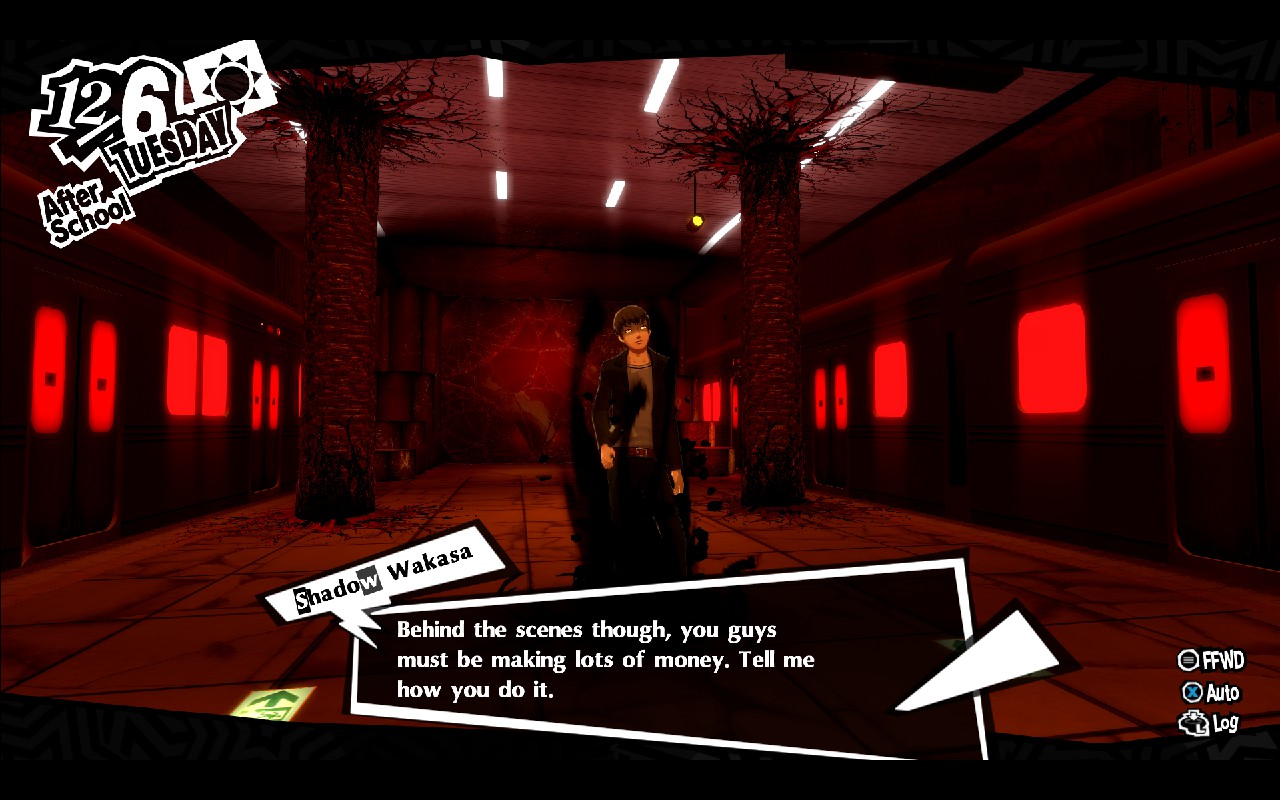 12/6
TUESDAY
After
School
Shadow Wakasa
Behind the scenes though, you guys
must be making lots of money. Tell me
how you do it.
FFWD
Auto
Log